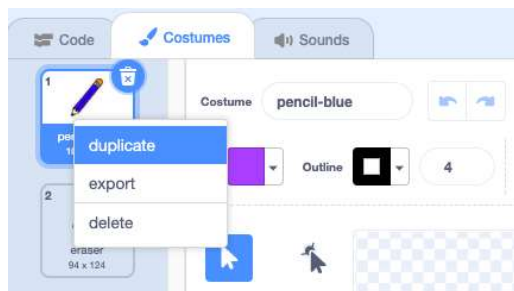 Code
Costumes
Sounds
1
Costume
pencil-blue
duplicate
Outline
4
export
2
delete
eraser
94 x 124